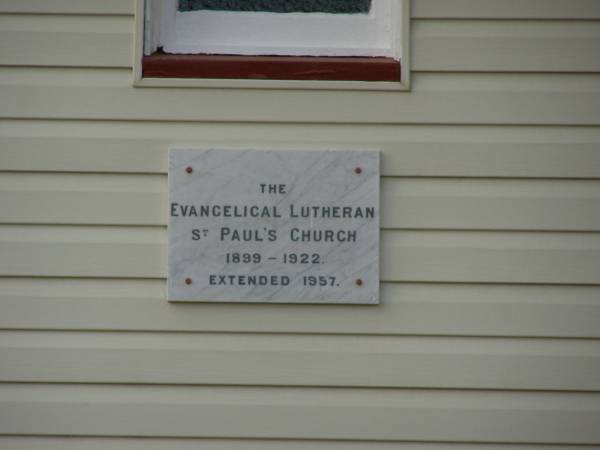 THE
EVANGELICAL LUTHERAN
ST PAUL'S CHURCH
1899 - 1922.
EXTENDED 1957.